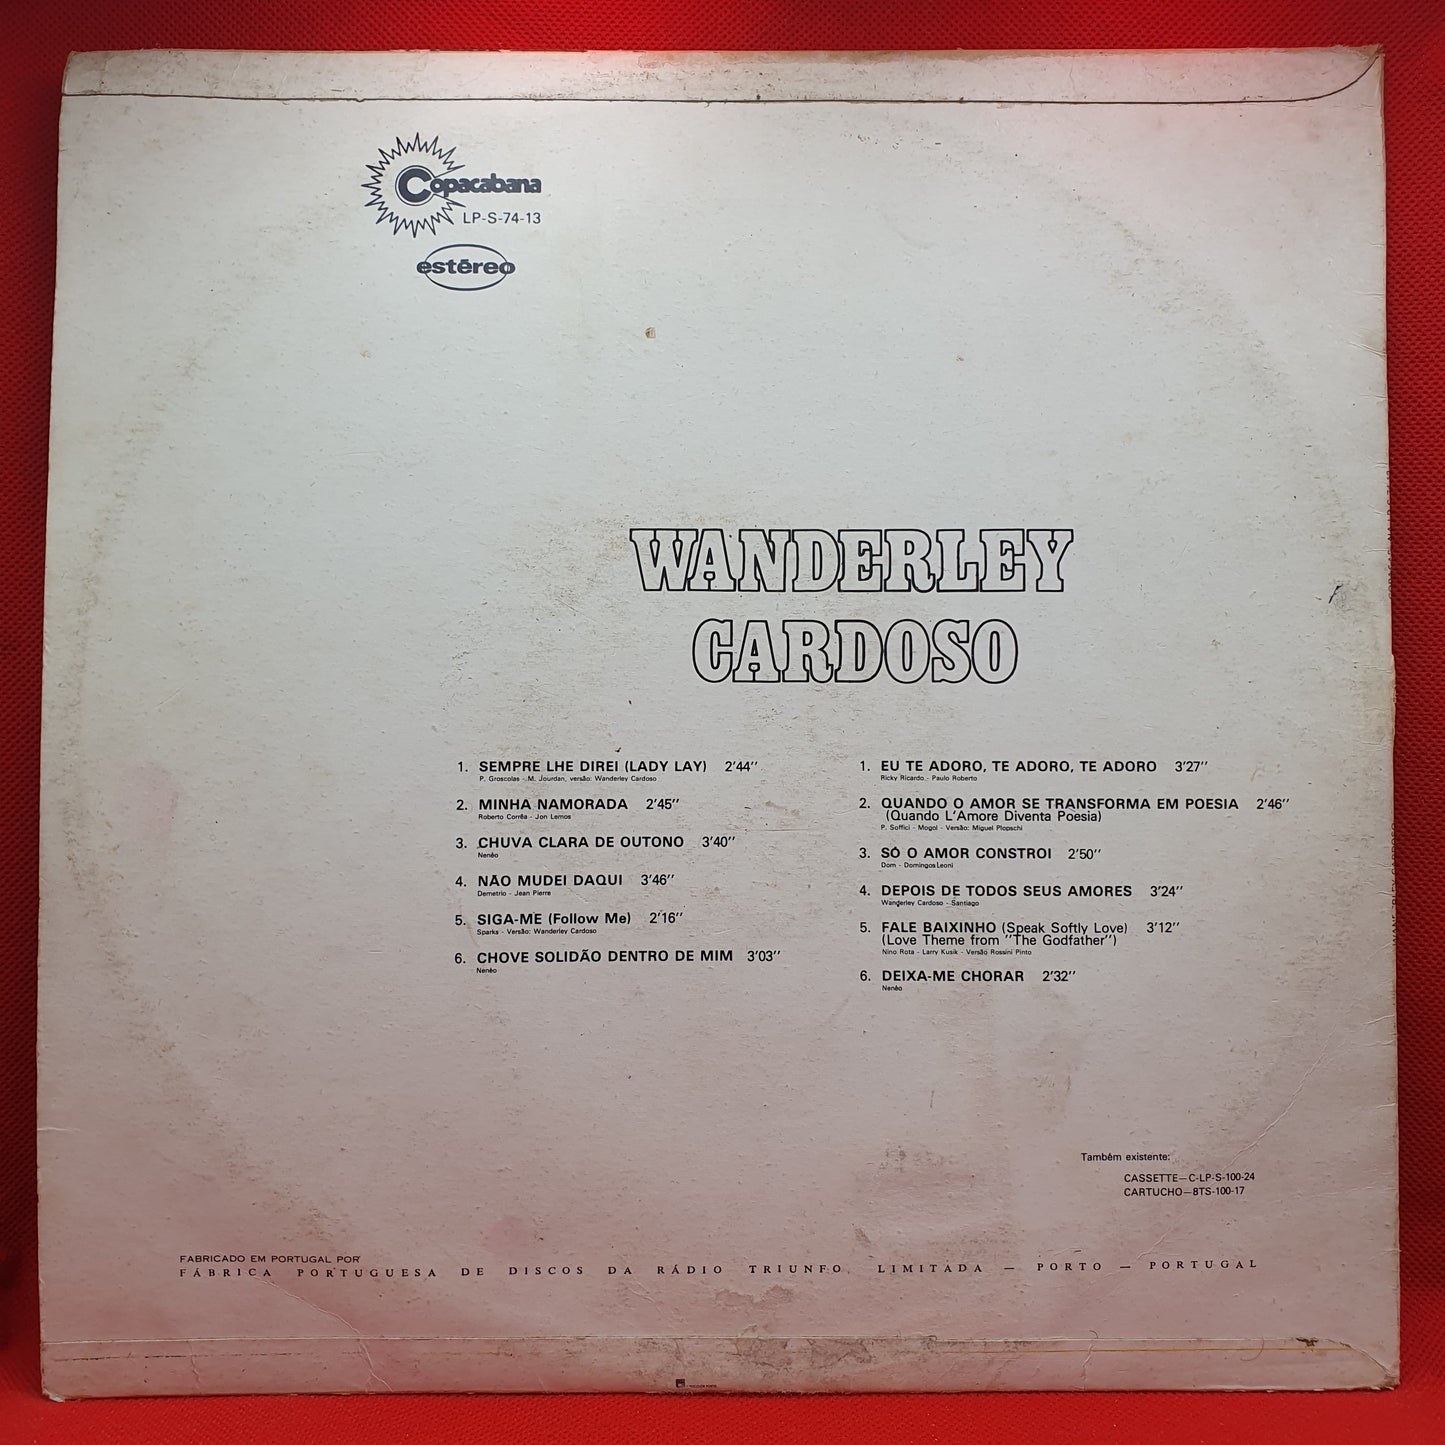 Copacabana
LP-S-74-13
estéreo
WANDERLEY
CARDOSO
1. SEMPRE LHE DIREI (LADY LAY) 2'44''
P. Groscolas - M. Jourdan, versão: Wanderley Cardoso
2. MINHA NAMORADA 2'45''
Roberto Corrêa - Jon Lemos
3. CHUVA CLARA DE OUTONO 3'40''
Nenêo
4. NÃO MUDEI DAQUI 3'46''
Demetrio - Jean Pierre
5. SIGA-ME (Follow Me) 2'16''
Sparks - Versão: Wanderley Cardoso
6. CHOVE SOLIDÃO DENTRO DE MIM 3'03''
Nenêo
1. EU TE ADORO, TE ADORO, TE ADORO 3'27''
Ricky Ricardo - Paulo Roberto
2. QUANDO O AMOR SE TRANSFORMA EM POESIA 2'46''
(Quando L'Amore Diventa Poesia)
P. Soffici - Mogol - Versão: Miguel Plopschi
3. SÓ O AMOR CONSTROI 2'50''
Dom - Domingos Leoni
4. DEPOIS DE TODOS SEUS AMORES 3'24''
Wanderley Cardoso - Santiago
5. FALE BAIXINHO (Speak Softly Love) 3'12''
(Love Theme from ''The Godfather'')
Nino Rota - Larry Kusik - Versão Rossini Pinto
6. DEIXA-ME CHORAR 2'32''
Nenêo
Também existente:
CASSETTE—C-LP-S-100-24
CARTUCHO—8TS-100-17
FABRICADO EM PORTUGAL POR
FÁBRICA PORTUGUESA DE DISCOS DA RÁDIO TRIUNFO, LIMITADA — PORTO — PORTUGAL